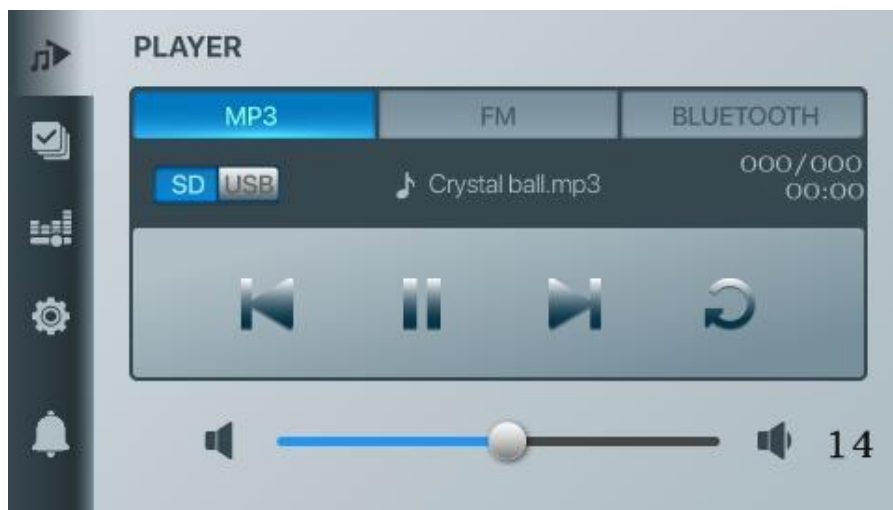 PLAYER
MP3 FM BLUETOOTH
SD USB Crystal ball.mp3 000/000
00:00
14